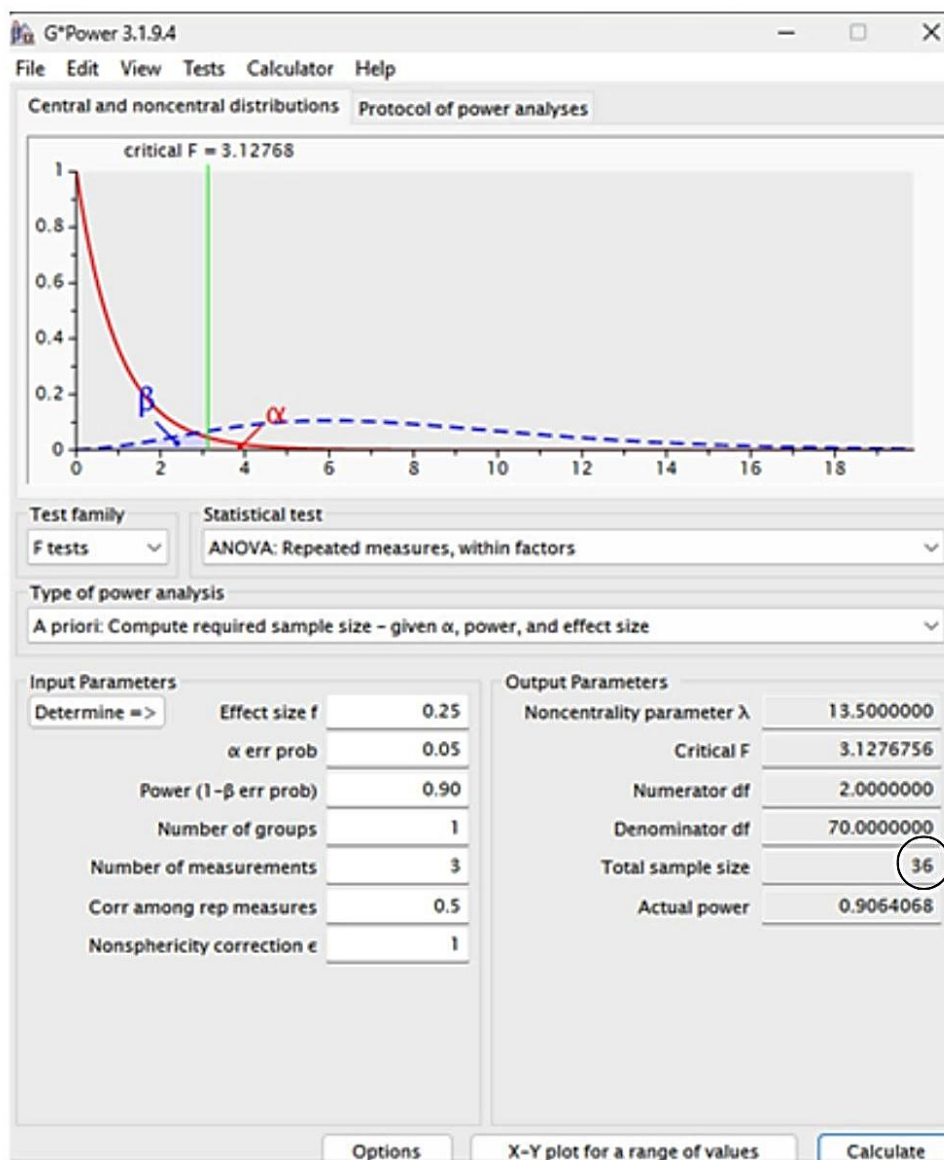 G*Power 3.1.9.4
File Edit View Tests Calculator Help
Central and noncentral distributions Protocol of power analyses
critical F = 3.12768
1
0.8
0.6
0.4
0.2
0
β
α
0 2 4 6 8 10 12 14 16 18
Test family Statistical test
F tests ANOVA: Repeated measures, within factors
Type of power analysis
A priori: Compute required sample size – given α, power, and effect size
Input Parameters Output Parameters
Determine => Effect size f 0.25 Noncentrality parameter λ 13.5000000
α err prob 0.05 Critical F 3.1276756
Power (1-β err prob) 0.90 Numerator df 2.0000000
Number of groups 1 Denominator df 70.0000000
Number of measurements 3 Total sample size 36
Corr among rep measures 0.5 Actual power 0.9064068
Nonsphericity correction ϵ 1
Options X-Y plot for a range of values Calculate